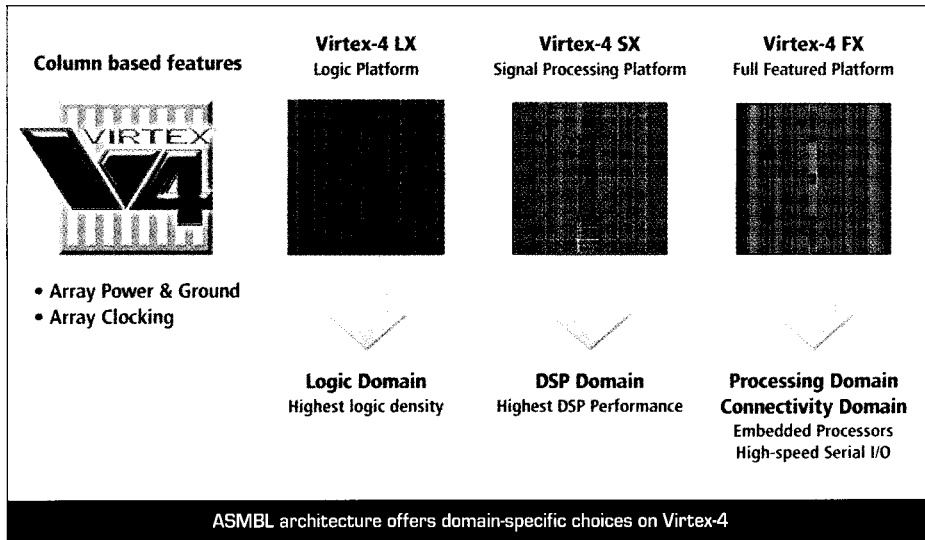 Column based features
VIRTEX
V4
• Array Power & Ground
• Array Clocking
Virtex-4 LX
Logic Platform
Logic Domain
Highest logic density
Virtex-4 SX
Signal Processing Platform
DSP Domain
Highest DSP Performance
Virtex-4 FX
Full Featured Platform
Processing Domain
Connectivity Domain
Embedded Processors
High-speed Serial I/O
ASMBL architecture offers domain-specific choices on Virtex-4